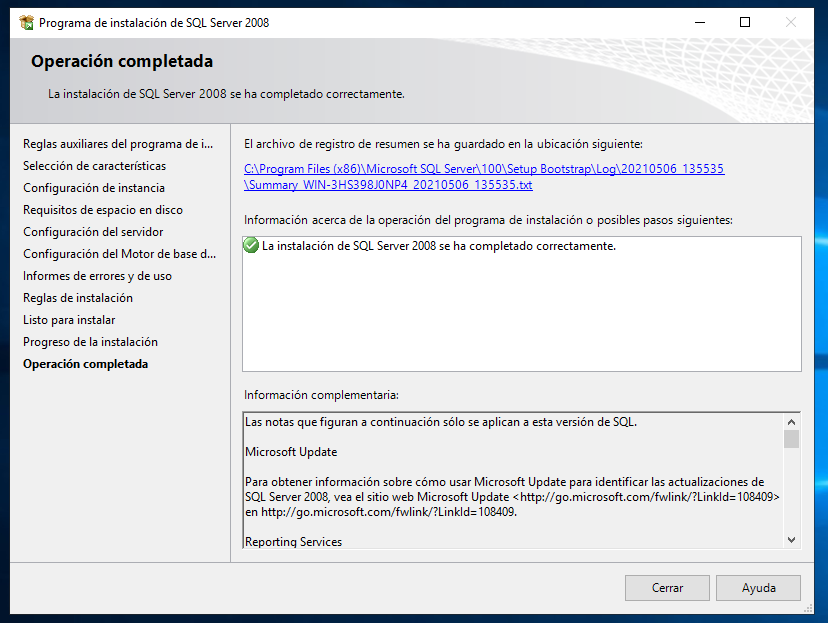 Programa de instalación de SQL Server 2008
Operación completada
La instalación de SQL Server 2008 se ha completado correctamente.
Reglas auxiliares del programa de i...
Selección de características
Configuración de instancia
Requisitos de espacio en disco
Configuración del servidor
Configuración del Motor de base d...
Informes de errores y de uso
Reglas de instalación
Listo para instalar
Progreso de la instalación
Operación completada
El archivo de registro de resumen se ha guardado en la ubicación siguiente:
C:\Program Files (x86)\Microsoft SQL Server\100\Setup Bootstrap\Log\20210506_135535
\Summary_WIN-3HS398J0NP4_20210506_135535.txt
Información acerca de la operación del programa de instalación o posibles pasos siguientes:
La instalación de SQL Server 2008 se ha completado correctamente.
Información complementaria:
Las notas que figuran a continuación sólo se aplican a esta versión de SQL.
Microsoft Update
Para obtener información sobre cómo usar Microsoft Update para identificar las actualizaciones de
SQL Server 2008, vea el sitio web Microsoft Update <http://go.microsoft.com/fwlink/?LinkId=108409>
en http://go.microsoft.com/fwlink/?LinkId=108409.
Reporting Services
Cerrar
Ayuda